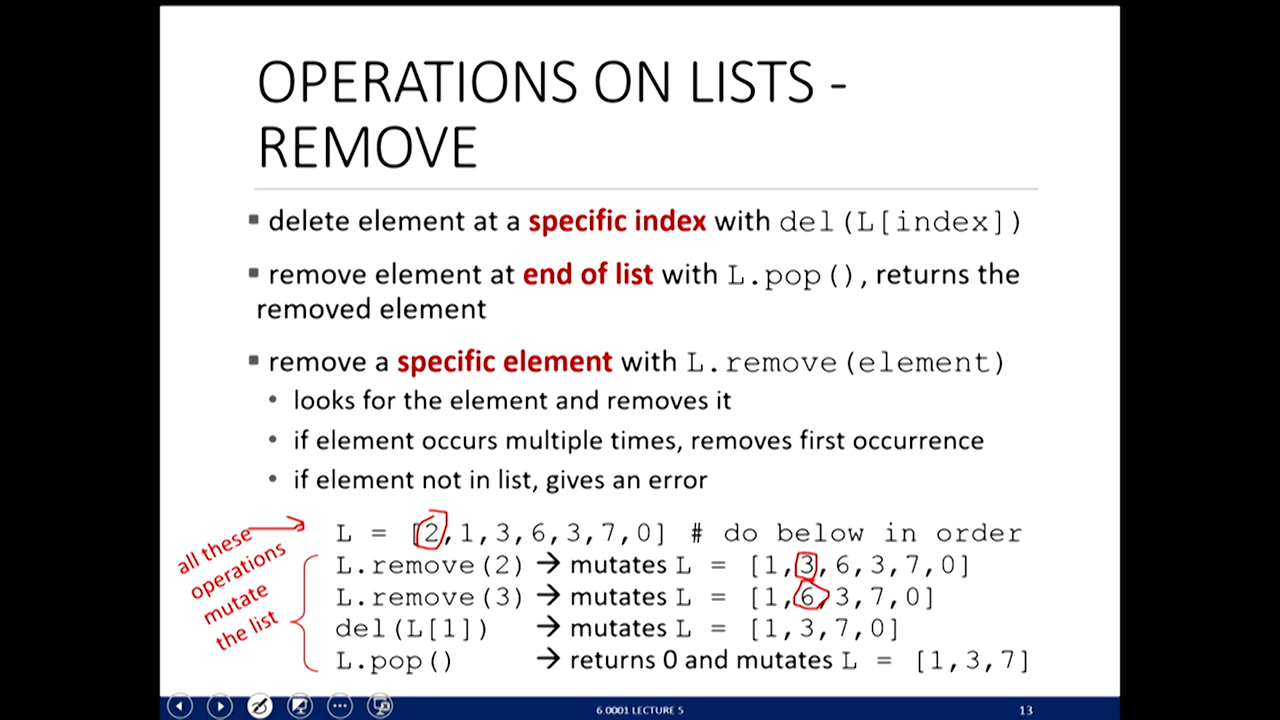 OPERATIONS ON LISTS -
REMOVE
▪ delete element at a specific index with del(L[index])
▪ remove element at end of list with L.pop(), returns the
removed element
▪ remove a specific element with L.remove(element)
• looks for the element and removes it
• if element occurs multiple times, removes first occurrence
• if element not in list, gives an error
all these
operations
mutate
the list
L = [2,1,3,6,3,7,0] # do below in order
L.remove(2) → mutates L = [1,3,6,3,7,0]
L.remove(3) → mutates L = [1,6,3,7,0]
del(L[1]) → mutates L = [1,3,7,0]
L.pop() → returns 0 and mutates L = [1,3,7]
6.0001 LECTURE 5
13